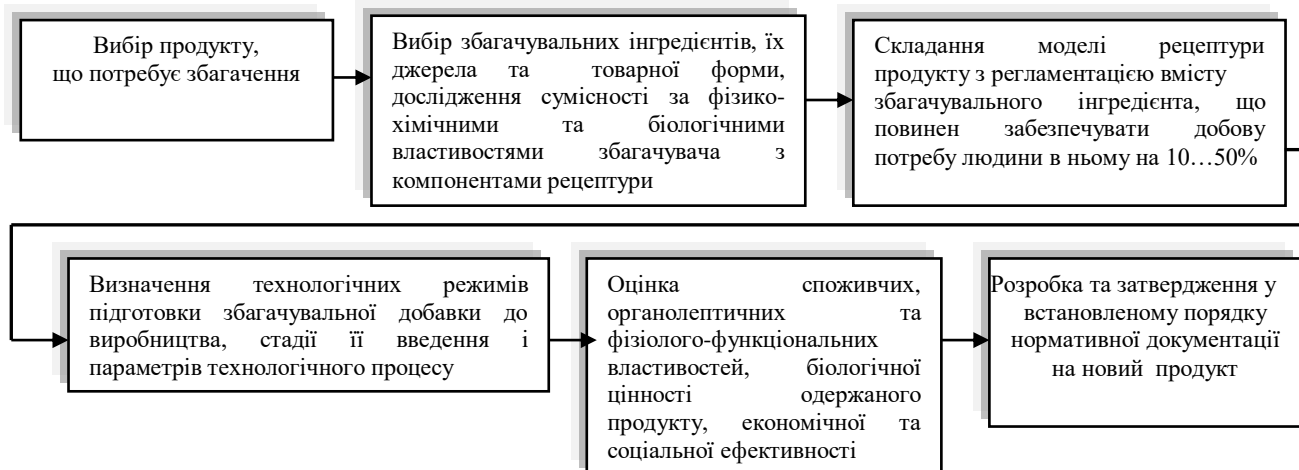 Вибір продукту,
що потребує збагачення
Вибір збагачувальних інгредієнтів, їх
джерела та товарної форми,
дослідження сумісності за фізико-
хімічними та біологічними
властивостями збагачувача з
компонентами рецептури
Складання моделі рецептури
продукту з регламентацією вмісту
збагачувального інгредієнта, що
повинен забезпечувати добову
потребу людини в ньому на 10…50%
Визначення технологічних режимів
підготовки збагачувальної добавки до
виробництва, стадії її введення і
параметрів технологічного процесу
Оцінка споживчих,
органолептичних та
фізіолого-функціональних
властивостей, біологічної
цінності одержаного
продукту, економічної та
соціальної ефективності
Розробка та затвердження у
встановленому порядку
нормативної документації
на новий продукт